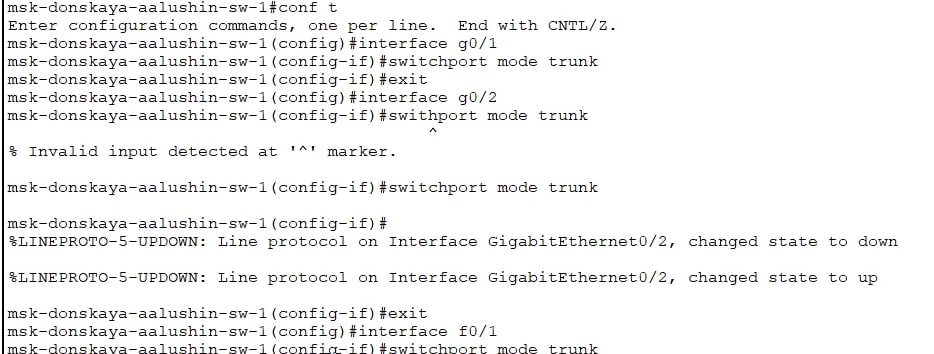 msk-donskaya-aalushin-sw-1#conf t
Enter configuration commands, one per line.  End with CNTL/Z.
msk-donskaya-aalushin-sw-1(config)#interface g0/1
msk-donskaya-aalushin-sw-1(config-if)#switchport mode trunk
msk-donskaya-aalushin-sw-1(config-if)#exit
msk-donskaya-aalushin-sw-1(config)#interface g0/2
msk-donskaya-aalushin-sw-1(config-if)#swithport mode trunk
^
% Invalid input detected at '^' marker.
msk-donskaya-aalushin-sw-1(config-if)#switchport mode trunk
msk-donskaya-aalushin-sw-1(config-if)#
%LINEPROTO-5-UPDOWN: Line protocol on Interface GigabitEthernet0/2, changed state to down
%LINEPROTO-5-UPDOWN: Line protocol on Interface GigabitEthernet0/2, changed state to up
msk-donskaya-aalushin-sw-1(config-if)#exit
msk-donskaya-aalushin-sw-1(config)#interface f0/1
msk-donskaya-aalushin-sw-1(config-if)#switchport mode trunk